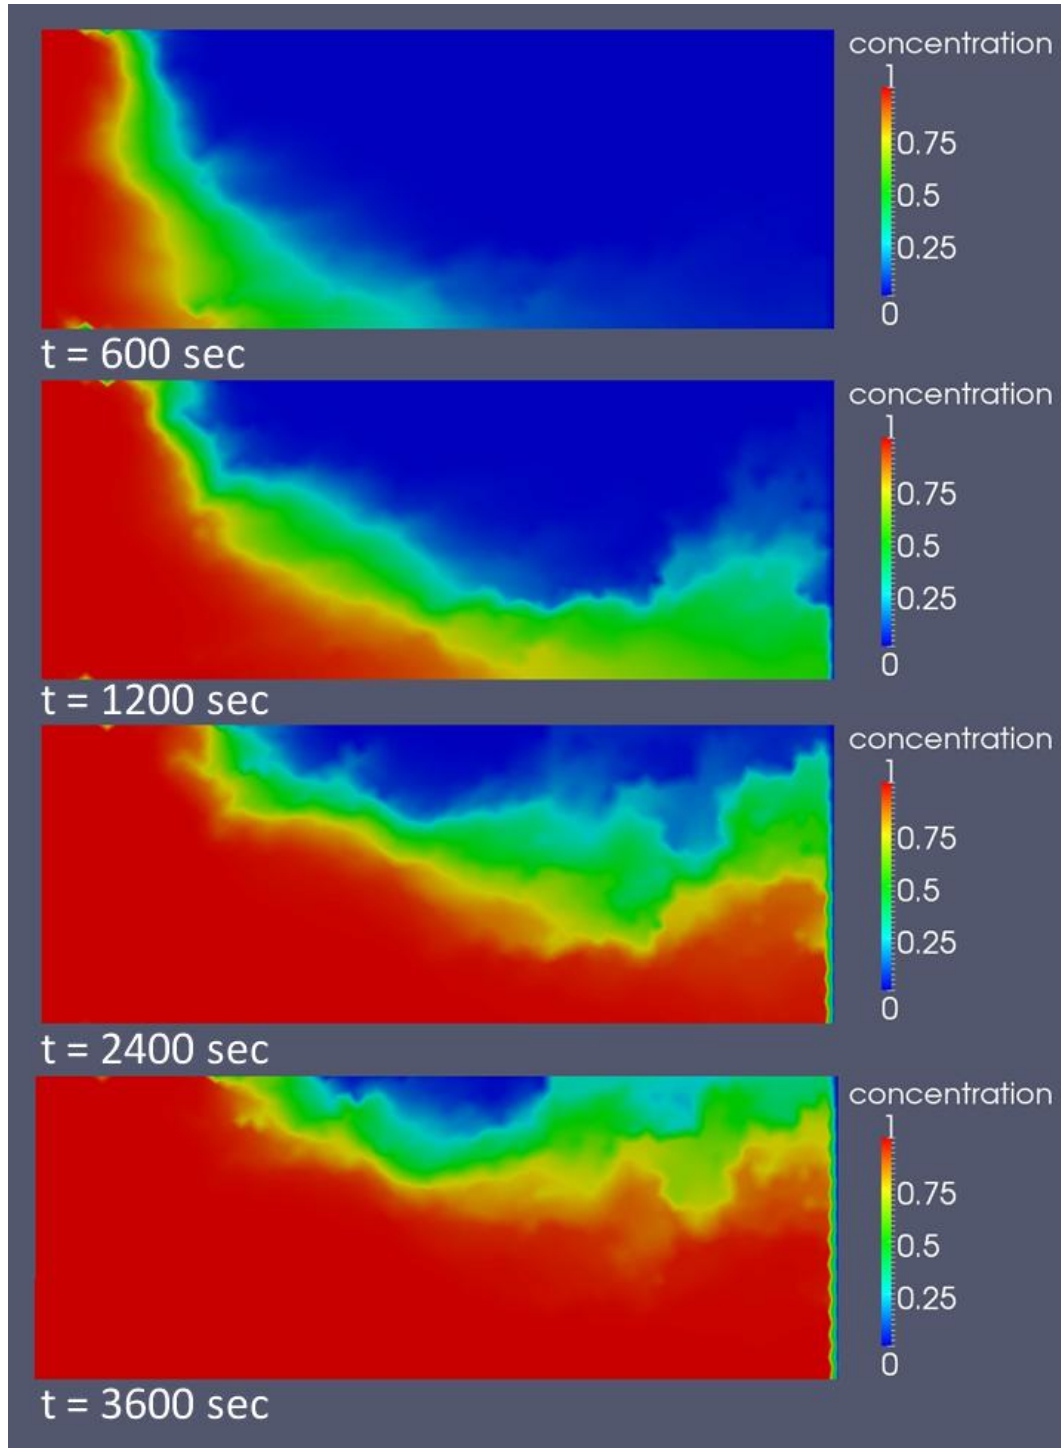 concentration
1
0.75
0.5
0.25
0
t = 600 sec
concentration
1
0.75
0.5
0.25
0
t = 1200 sec
concentration
1
0.75
0.5
0.25
0
t = 2400 sec
concentration
1
0.75
0.5
0.25
0
t = 3600 sec